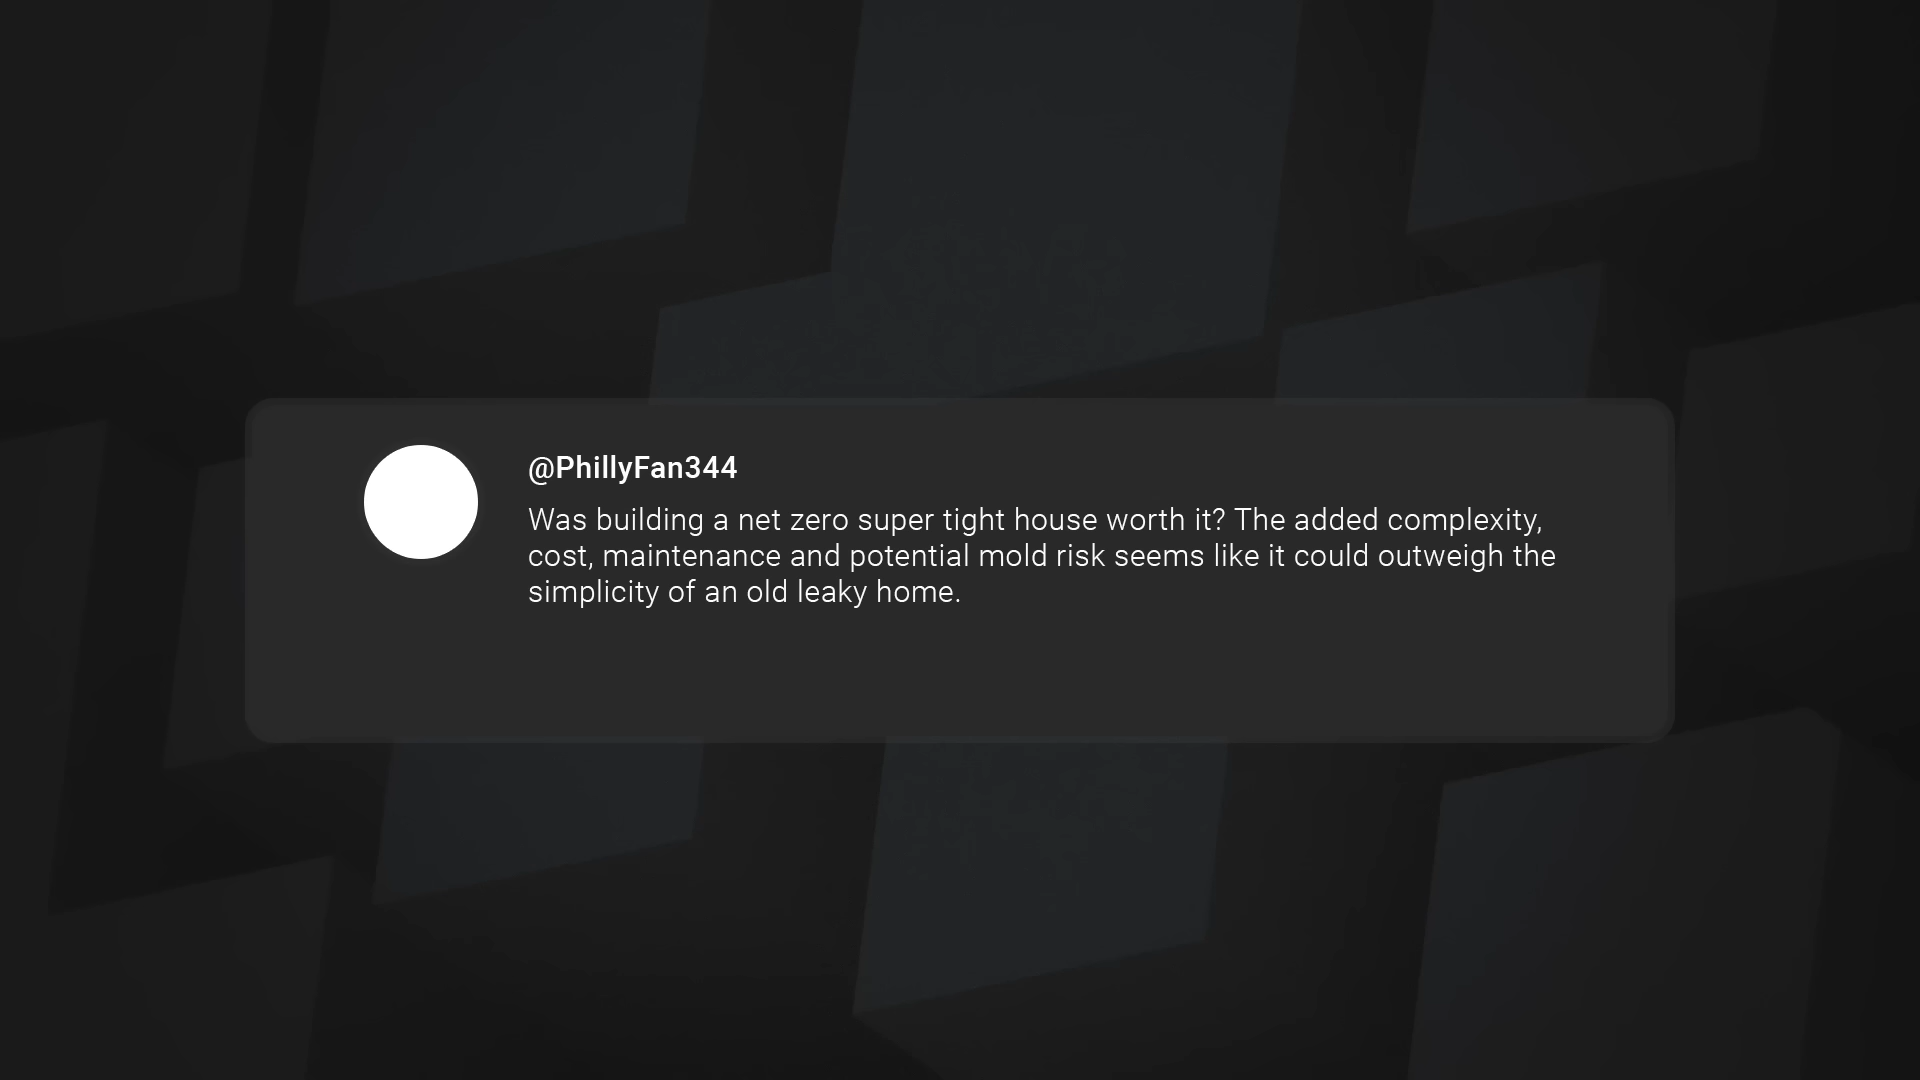 @PhillyFan344
Was building a net zero super tight house worth it? The added complexity,
cost, maintenance and potential mold risk seems like it could outweigh the
simplicity of an old leaky home.